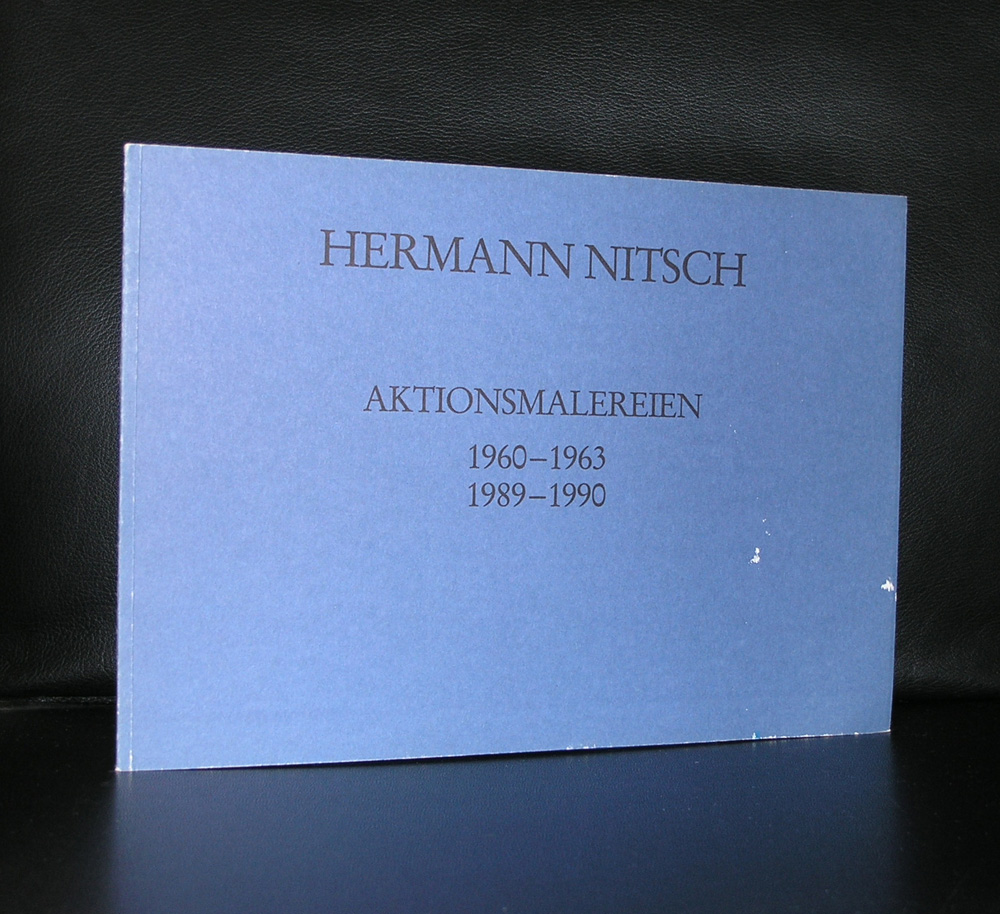 HERMANN NITSCH
AKTIONSMALEREIEN
1960–1963
1989–1990